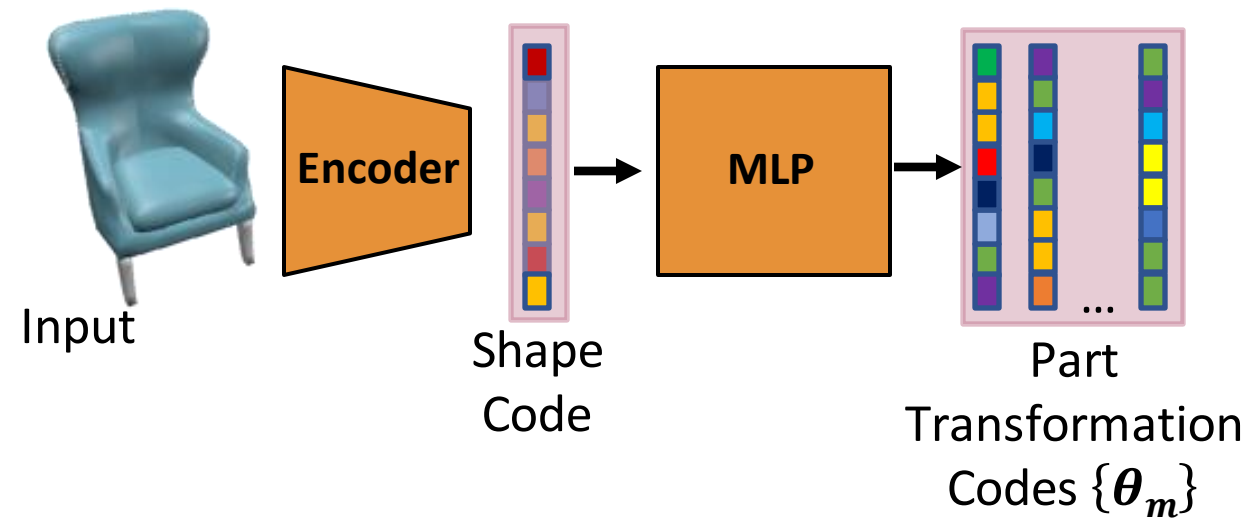 Encoder
MLP
Input
Shape
Code
...
Part
Transformation
Codes {θₘ}